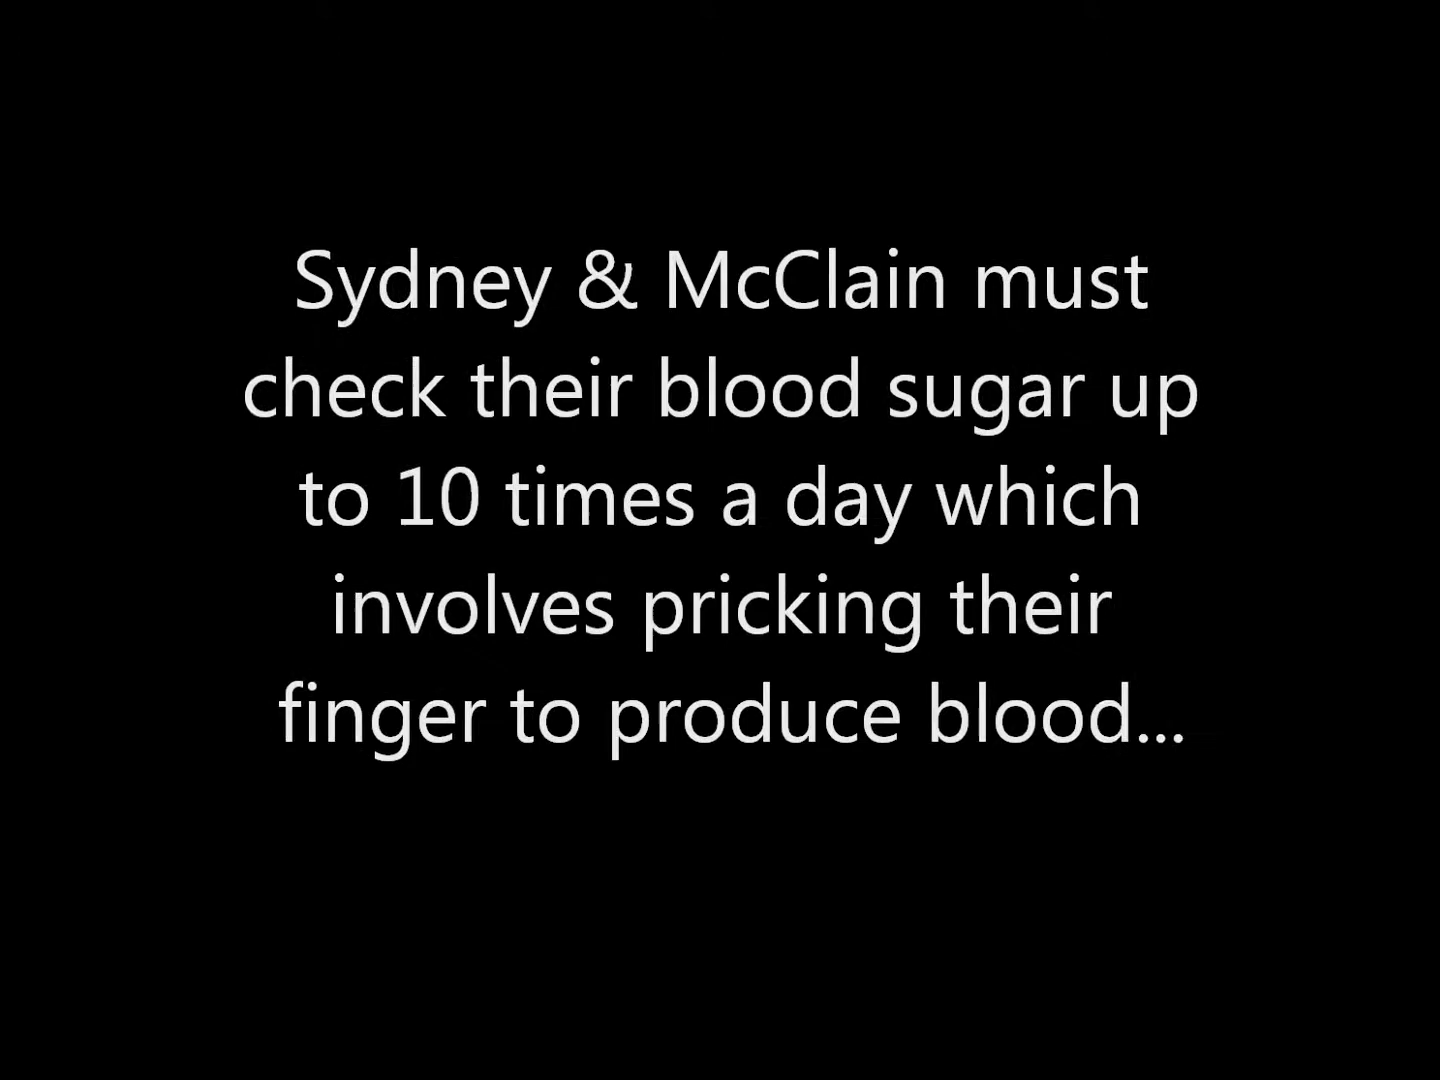 Sydney & McClain must
check their blood sugar up
to 10 times a day which
involves pricking their
finger to produce blood...